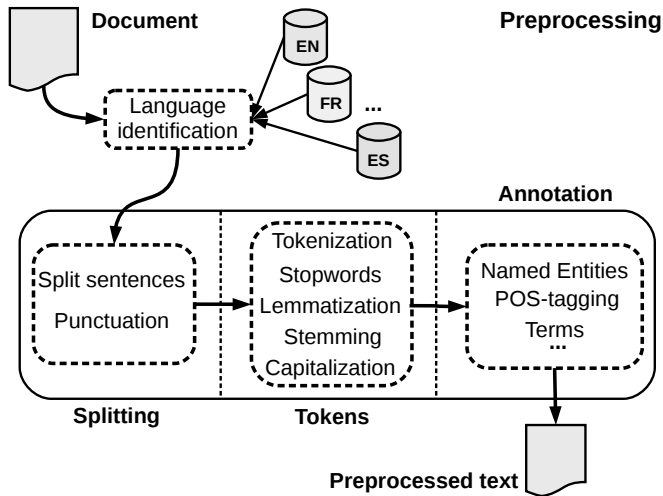 Document
Preprocessing
EN
FR
...
ES
Language
identification
Annotation
Split sentences
Punctuation
Tokenization
Stopwords
Lemmatization
Stemming
Capitalization
Named Entities
POS-tagging
Terms
...
Splitting
Tokens
Preprocessed text